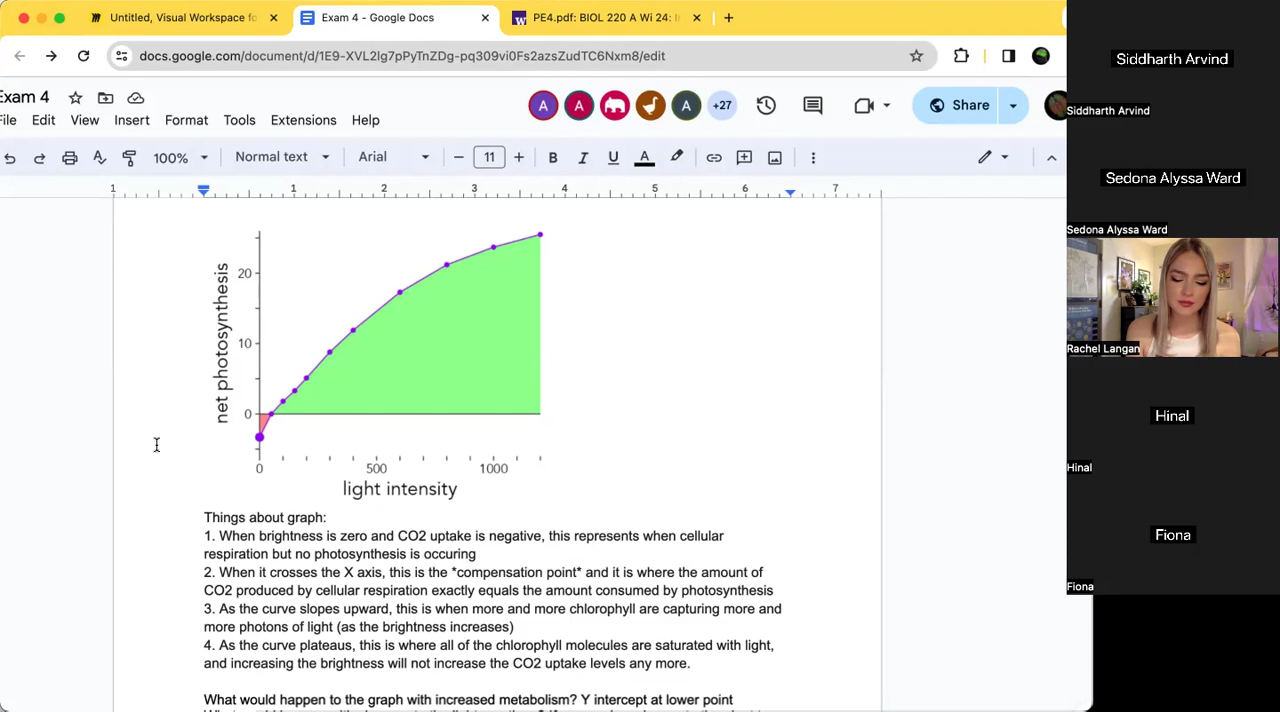 Untitled, Visual Workspace fo
Exam 4 - Google Docs
PE4.pdf: BIOL 220 A Wi 24: I
docs.google.com/document/d/1E9-XVL2lg7pPyTnZDg-pq309vi0Fs2azsZudTC6Nxm8/edit
Exam 4
A A A +27
Share
File Edit View Insert Format Tools Extensions Help
100% Normal text Arial 11 B I U A
1 1 2 3 4 5 6 7
net photosynthesis
20
10
0
0 500 1000
light intensity
Things about graph:
1. When brightness is zero and CO2 uptake is negative, this represents when cellular
respiration but no photosynthesis is occuring
2. When it crosses the X axis, this is the *compensation point* and it is where the amount of
CO2 produced by cellular respiration exactly equals the amount consumed by photosynthesis
3. As the curve slopes upward, this is when more and more chlorophyll are capturing more and
more photons of light (as the brightness increases)
4. As the curve plateaus, this is where all of the chlorophyll molecules are saturated with light,
and increasing the brightness will not increase the CO2 uptake levels any more.
What would happen to the graph with increased metabolism? Y intercept at lower point
Siddharth Arvind
Siddharth Arvind
Sedona Alyssa Ward
Sedona Alyssa Ward
Rachel Langan
Hinal
Hinal
Fiona
Fiona